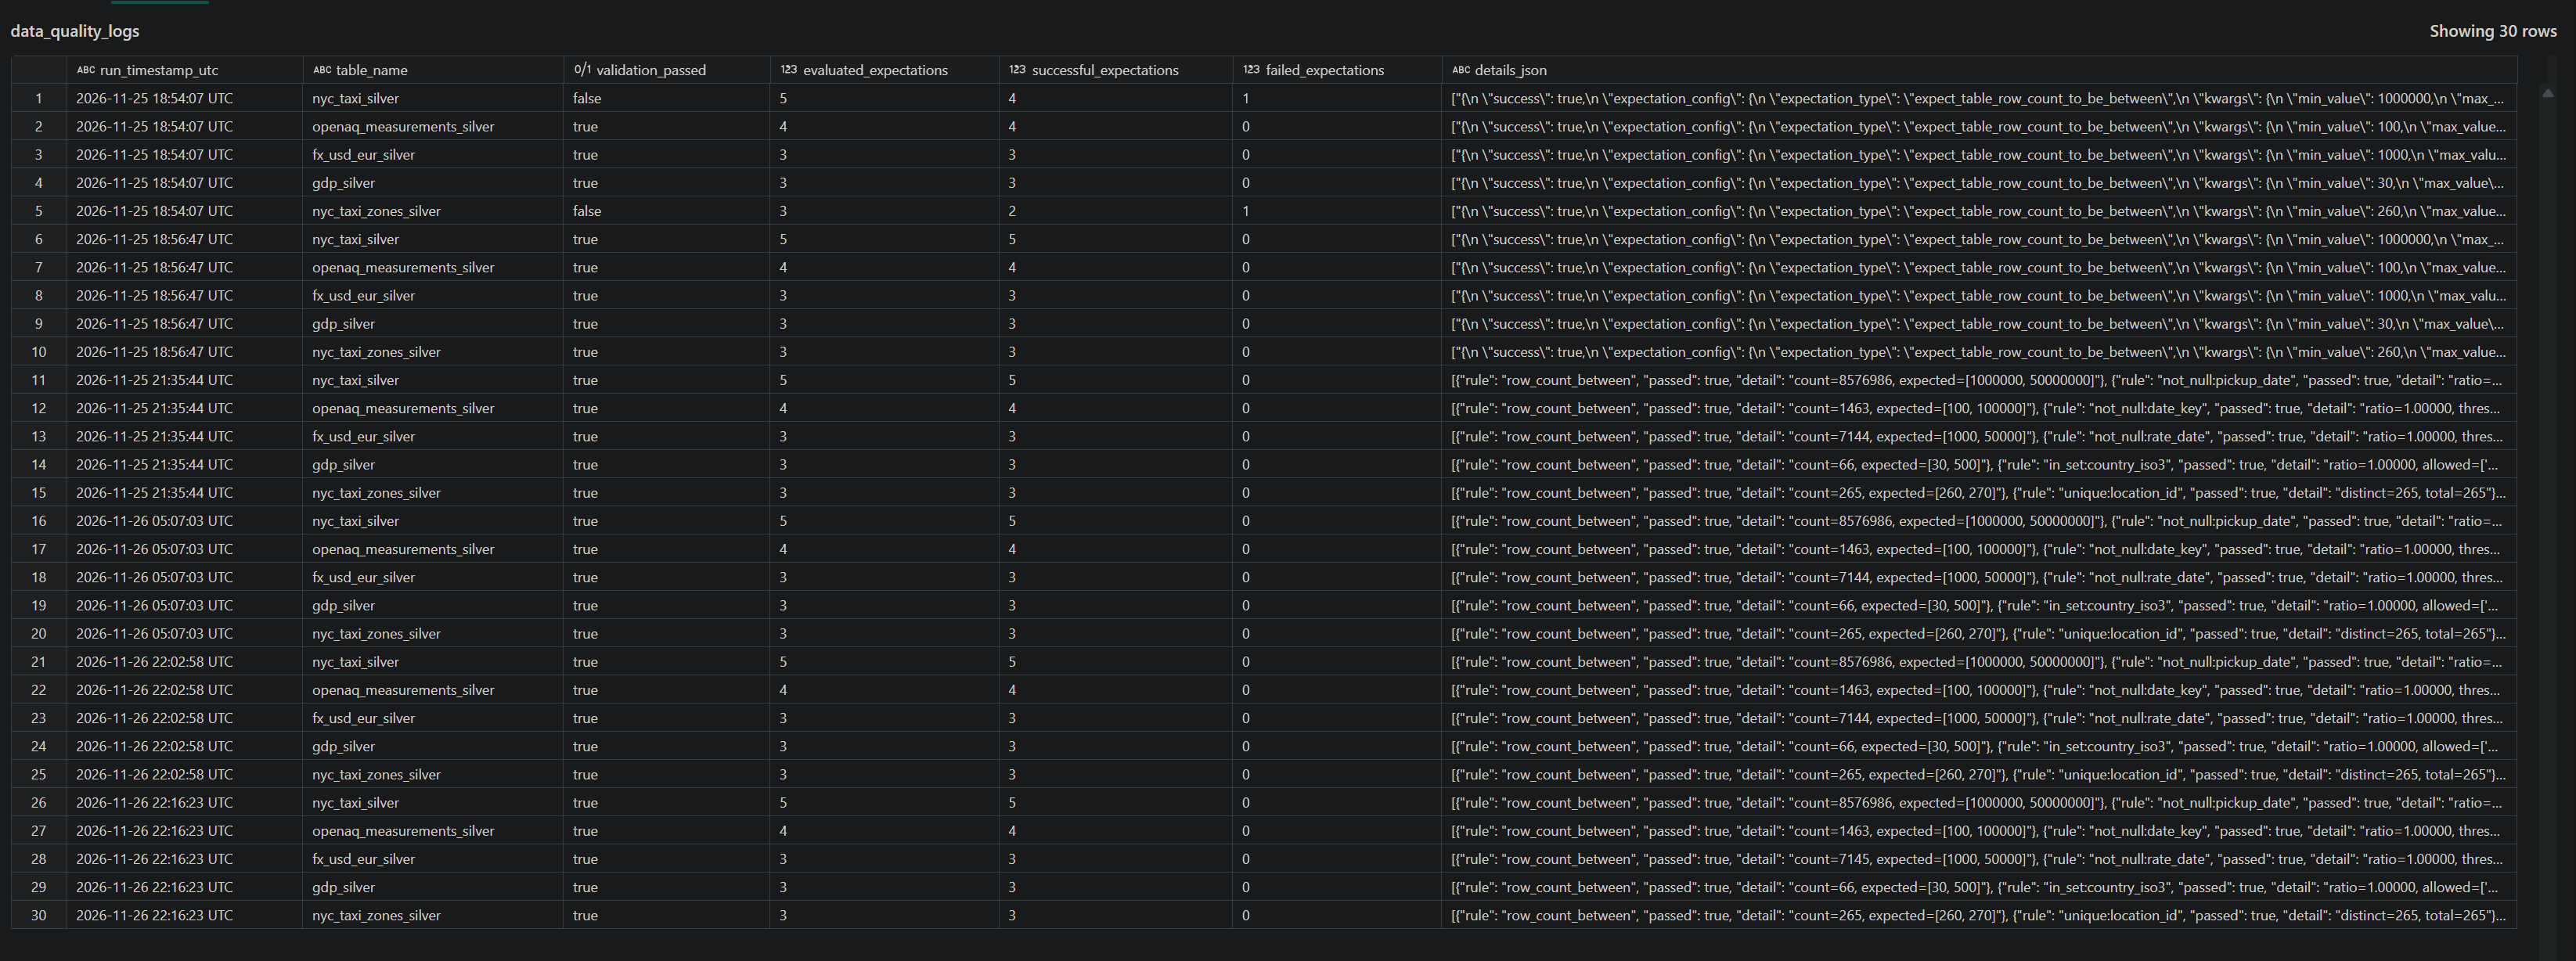 data_quality_logs Showing 30 rows
ABC run_timestamp_utc ABC table_name 0/1 validation_passed 123 evaluated_expectations 123 successful_expectations 123 failed_expectations ABC details_json
1 2026-11-25 18:54:07 UTC nyc_taxi_silver false 5 4 1 ["{\n \"success\": true,\n \"expectation_config\": {\n \"expectation_type\": \"expect_table_row_count_to_be_between\",\n \"kwargs\": {\n \"min_value\": 1000000,\n \"max_...
2 2026-11-25 18:54:07 UTC openaq_measurements_silver true 4 4 0 ["{\n \"success\": true,\n \"expectation_config\": {\n \"expectation_type\": \"expect_table_row_count_to_be_between\",\n \"kwargs\": {\n \"min_value\": 100,\n \"max_value...
3 2026-11-25 18:54:07 UTC fx_usd_eur_silver true 3 3 0 ["{\n \"success\": true,\n \"expectation_config\": {\n \"expectation_type\": \"expect_table_row_count_to_be_between\",\n \"kwargs\": {\n \"min_value\": 1000,\n \"max_valu...
4 2026-11-25 18:54:07 UTC gdp_silver true 3 3 0 ["{\n \"success\": true,\n \"expectation_config\": {\n \"expectation_type\": \"expect_table_row_count_to_be_between\",\n \"kwargs\": {\n \"min_value\": 30,\n \"max_value\...
5 2026-11-25 18:54:07 UTC nyc_taxi_zones_silver false 3 2 1 ["{\n \"success\": true,\n \"expectation_config\": {\n \"expectation_type\": \"expect_table_row_count_to_be_between\",\n \"kwargs\": {\n \"min_value\": 260,\n \"max_value...
6 2026-11-25 18:56:47 UTC nyc_taxi_silver true 5 5 0 ["{\n \"success\": true,\n \"expectation_config\": {\n \"expectation_type\": \"expect_table_row_count_to_be_between\",\n \"kwargs\": {\n \"min_value\": 1000000,\n \"max_...
7 2026-11-25 18:56:47 UTC openaq_measurements_silver true 4 4 0 ["{\n \"success\": true,\n \"expectation_config\": {\n \"expectation_type\": \"expect_table_row_count_to_be_between\",\n \"kwargs\": {\n \"min_value\": 100,\n \"max_value...
8 2026-11-25 18:56:47 UTC fx_usd_eur_silver true 3 3 0 ["{\n \"success\": true,\n \"expectation_config\": {\n \"expectation_type\": \"expect_table_row_count_to_be_between\",\n \"kwargs\": {\n \"min_value\": 1000,\n \"max_valu...
9 2026-11-25 18:56:47 UTC gdp_silver true 3 3 0 ["{\n \"success\": true,\n \"expectation_config\": {\n \"expectation_type\": \"expect_table_row_count_to_be_between\",\n \"kwargs\": {\n \"min_value\": 30,\n \"max_value\...
10 2026-11-25 18:56:47 UTC nyc_taxi_zones_silver true 3 3 0 ["{\n \"success\": true,\n \"expectation_config\": {\n \"expectation_type\": \"expect_table_row_count_to_be_between\",\n \"kwargs\": {\n \"min_value\": 260,\n \"max_value...
11 2026-11-25 21:35:44 UTC nyc_taxi_silver true 5 5 0 [{"rule": "row_count_between", "passed": true, "detail": "count=8576986, expected=[1000000, 50000000]"}, {"rule": "not_null:pickup_date", "passed": true, "detail": "ratio=...
12 2026-11-25 21:35:44 UTC openaq_measurements_silver true 4 4 0 [{"rule": "row_count_between", "passed": true, "detail": "count=1463, expected=[100, 100000]"}, {"rule": "not_null:date_key", "passed": true, "detail": "ratio=1.00000, thres...
13 2026-11-25 21:35:44 UTC fx_usd_eur_silver true 3 3 0 [{"rule": "row_count_between", "passed": true, "detail": "count=7144, expected=[1000, 50000]"}, {"rule": "not_null:rate_date", "passed": true, "detail": "ratio=1.00000, thres...
14 2026-11-25 21:35:44 UTC gdp_silver true 3 3 0 [{"rule": "row_count_between", "passed": true, "detail": "count=66, expected=[30, 500]"}, {"rule": "in_set:country_iso3", "passed": true, "detail": "ratio=1.00000, allowed=['...
15 2026-11-25 21:35:44 UTC nyc_taxi_zones_silver true 3 3 0 [{"rule": "row_count_between", "passed": true, "detail": "count=265, expected=[260, 270]"}, {"rule": "unique:location_id", "passed": true, "detail": "distinct=265, total=265"}...
16 2026-11-26 05:07:03 UTC nyc_taxi_silver true 5 5 0 [{"rule": "row_count_between", "passed": true, "detail": "count=8576986, expected=[1000000, 50000000]"}, {"rule": "not_null:pickup_date", "passed": true, "detail": "ratio=...
17 2026-11-26 05:07:03 UTC openaq_measurements_silver true 4 4 0 [{"rule": "row_count_between", "passed": true, "detail": "count=1463, expected=[100, 100000]"}, {"rule": "not_null:date_key", "passed": true, "detail": "ratio=1.00000, thres...
18 2026-11-26 05:07:03 UTC fx_usd_eur_silver true 3 3 0 [{"rule": "row_count_between", "passed": true, "detail": "count=7144, expected=[1000, 50000]"}, {"rule": "not_null:rate_date", "passed": true, "detail": "ratio=1.00000, thres...
19 2026-11-26 05:07:03 UTC gdp_silver true 3 3 0 [{"rule": "row_count_between", "passed": true, "detail": "count=66, expected=[30, 500]"}, {"rule": "in_set:country_iso3", "passed": true, "detail": "ratio=1.00000, allowed=['...
20 2026-11-26 05:07:03 UTC nyc_taxi_zones_silver true 3 3 0 [{"rule": "row_count_between", "passed": true, "detail": "count=265, expected=[260, 270]"}, {"rule": "unique:location_id", "passed": true, "detail": "distinct=265, total=265"}...
21 2026-11-26 22:02:58 UTC nyc_taxi_silver true 5 5 0 [{"rule": "row_count_between", "passed": true, "detail": "count=8576986, expected=[1000000, 50000000]"}, {"rule": "not_null:pickup_date", "passed": true, "detail": "ratio=...
22 2026-11-26 22:02:58 UTC openaq_measurements_silver true 4 4 0 [{"rule": "row_count_between", "passed": true, "detail": "count=1463, expected=[100, 100000]"}, {"rule": "not_null:date_key", "passed": true, "detail": "ratio=1.00000, thres...
23 2026-11-26 22:02:58 UTC fx_usd_eur_silver true 3 3 0 [{"rule": "row_count_between", "passed": true, "detail": "count=7144, expected=[1000, 50000]"}, {"rule": "not_null:rate_date", "passed": true, "detail": "ratio=1.00000, thres...
24 2026-11-26 22:02:58 UTC gdp_silver true 3 3 0 [{"rule": "row_count_between", "passed": true, "detail": "count=66, expected=[30, 500]"}, {"rule": "in_set:country_iso3", "passed": true, "detail": "ratio=1.00000, allowed=['...
25 2026-11-26 22:02:58 UTC nyc_taxi_zones_silver true 3 3 0 [{"rule": "row_count_between", "passed": true, "detail": "count=265, expected=[260, 270]"}, {"rule": "unique:location_id", "passed": true, "detail": "distinct=265, total=265"}...
26 2026-11-26 22:16:23 UTC nyc_taxi_silver true 5 5 0 [{"rule": "row_count_between", "passed": true, "detail": "count=8576986, expected=[1000000, 50000000]"}, {"rule": "not_null:pickup_date", "passed": true, "detail": "ratio=...
27 2026-11-26 22:16:23 UTC openaq_measurements_silver true 4 4 0 [{"rule": "row_count_between", "passed": true, "detail": "count=1463, expected=[100, 100000]"}, {"rule": "not_null:date_key", "passed": true, "detail": "ratio=1.00000, thres...
28 2026-11-26 22:16:23 UTC fx_usd_eur_silver true 3 3 0 [{"rule": "row_count_between", "passed": true, "detail": "count=7145, expected=[1000, 50000]"}, {"rule": "not_null:rate_date", "passed": true, "detail": "ratio=1.00000, thres...
29 2026-11-26 22:16:23 UTC gdp_silver true 3 3 0 [{"rule": "row_count_between", "passed": true, "detail": "count=66, expected=[30, 500]"}, {"rule": "in_set:country_iso3", "passed": true, "detail": "ratio=1.00000, allowed=['...
30 2026-11-26 22:16:23 UTC nyc_taxi_zones_silver true 3 3 0 [{"rule": "row_count_between", "passed": true, "detail": "count=265, expected=[260, 270]"}, {"rule": "unique:location_id", "passed": true, "detail": "distinct=265, total=265"}...